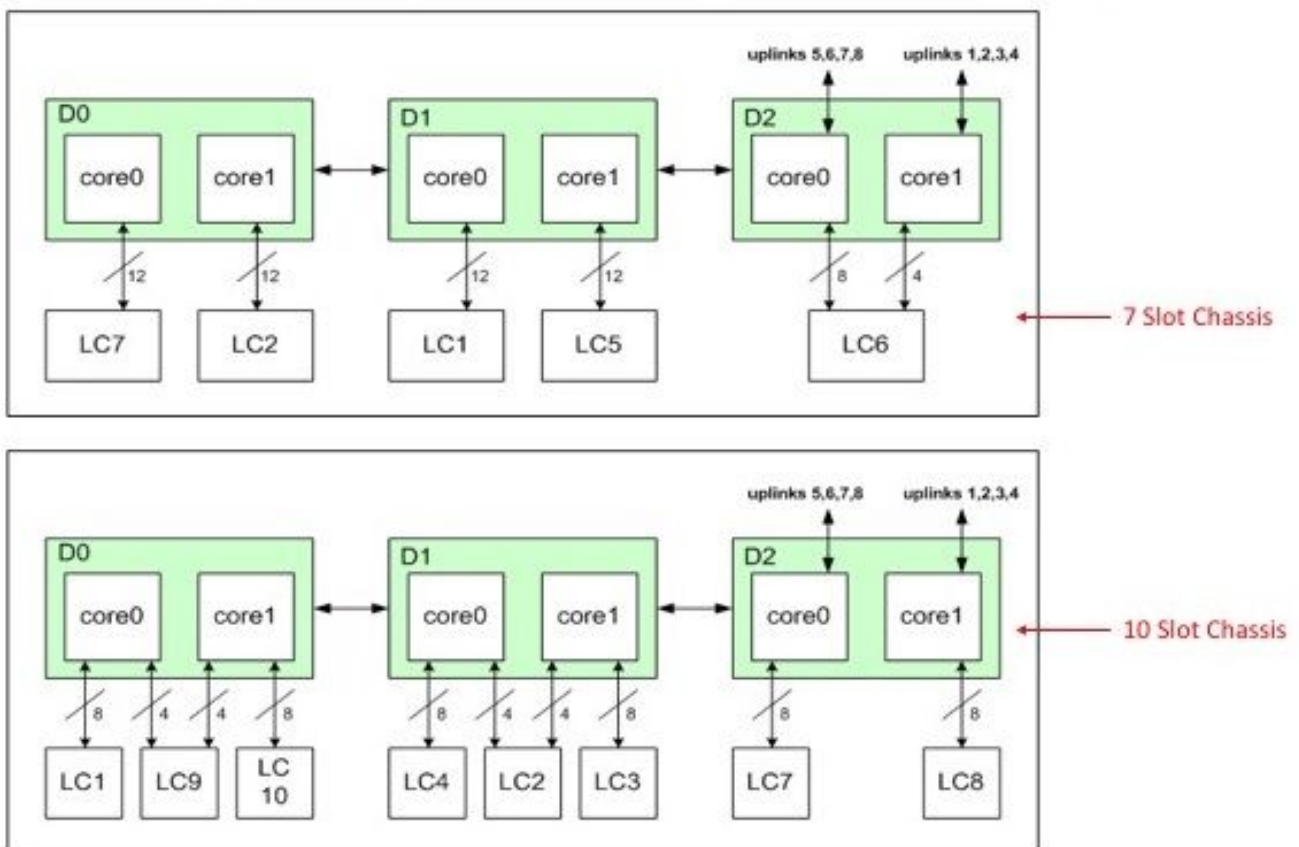 uplinks 5,6,7,8 uplinks 1,2,3,4
D0 D1 D2
core0 core1 core0 core1 core0 core1
12 12 12 12 8 4
LC7 LC2 LC1 LC5 LC6
7 Slot Chassis
uplinks 5,6,7,8 uplinks 1,2,3,4
D0 D1 D2
core0 core1 core0 core1 core0 core1
10 Slot Chassis
8 4 4 8 8 4 4 8 8 8
LC1 LC9 LC 10 LC4 LC2 LC3 LC7 LC8